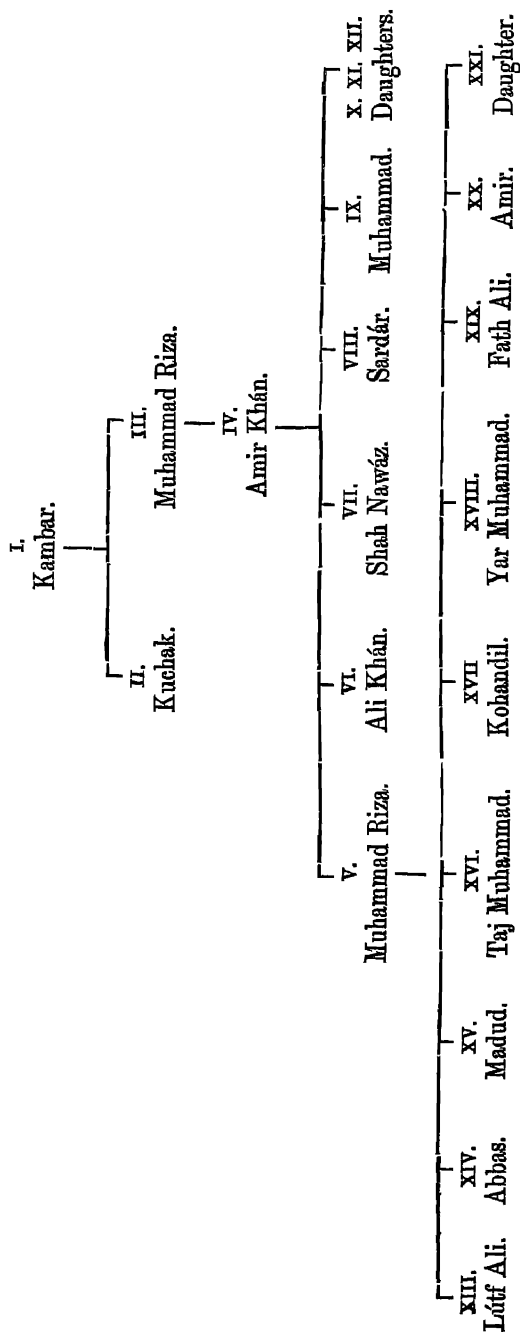 I.
Kambar.
II. III.
Kuchak. Muhammad Riza.
IV.
Amir Khán.
V. VI. VII. VIII. IX. X. XI. XII.
Muhammad Riza. Ali Khán. Shah Nawáz. Sardár. Muhammad. Daughters.
XIII. XIV. XV. XVI. XVII XVIII. XIX. XX. XXI.
Lútf Ali. Abbas. Madud. Taj Muhammad. Kohandil. Yar Muhammad. Fath Ali. Amir. Daughter.